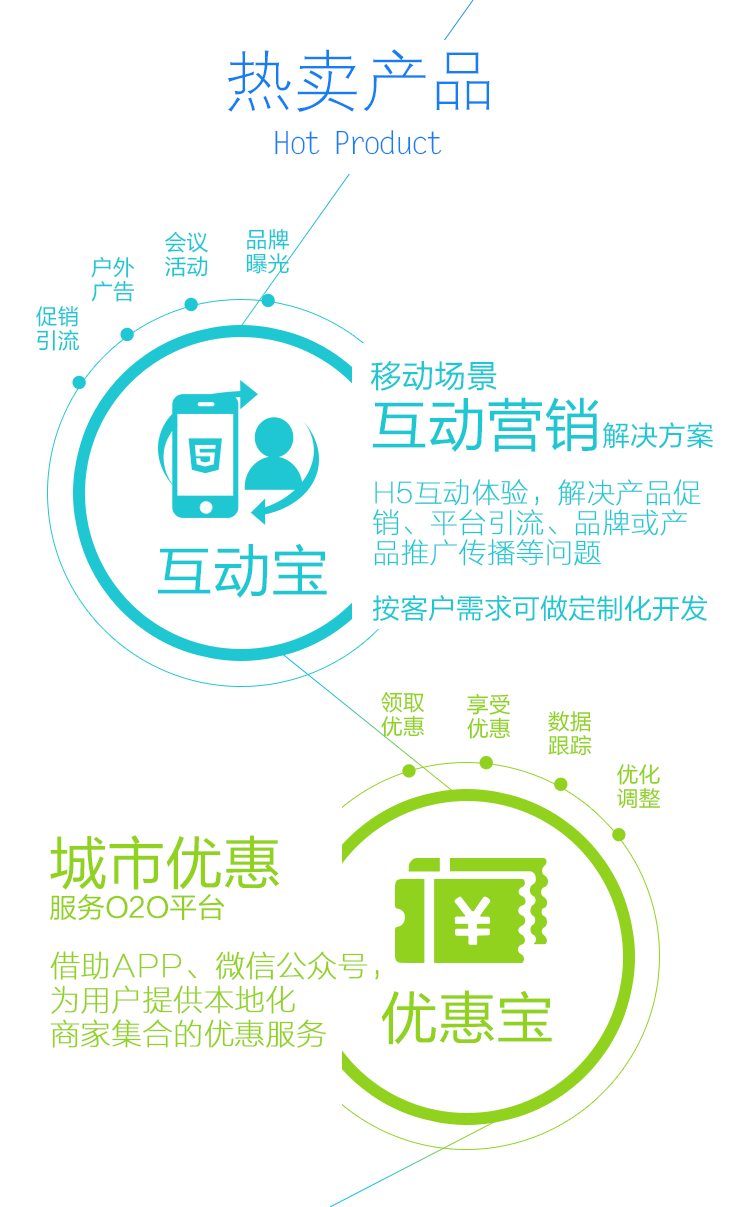 热卖产品
Hot Product
促销
引流
户外
广告
会议
活动
品牌
曝光
5
互动宝
移动场景
互动营销解决方案
H5互动体验，解决产品促
销、平台引流、品牌或产
品推广传播等问题
按客户需求可做定制化开发
领取
优惠
享受
优惠
数据
跟踪
优化
调整
城市优惠
服务O2O平台
借助APP、微信公众号，
为用户提供本地化
商家集合的优惠服务
¥
优惠宝